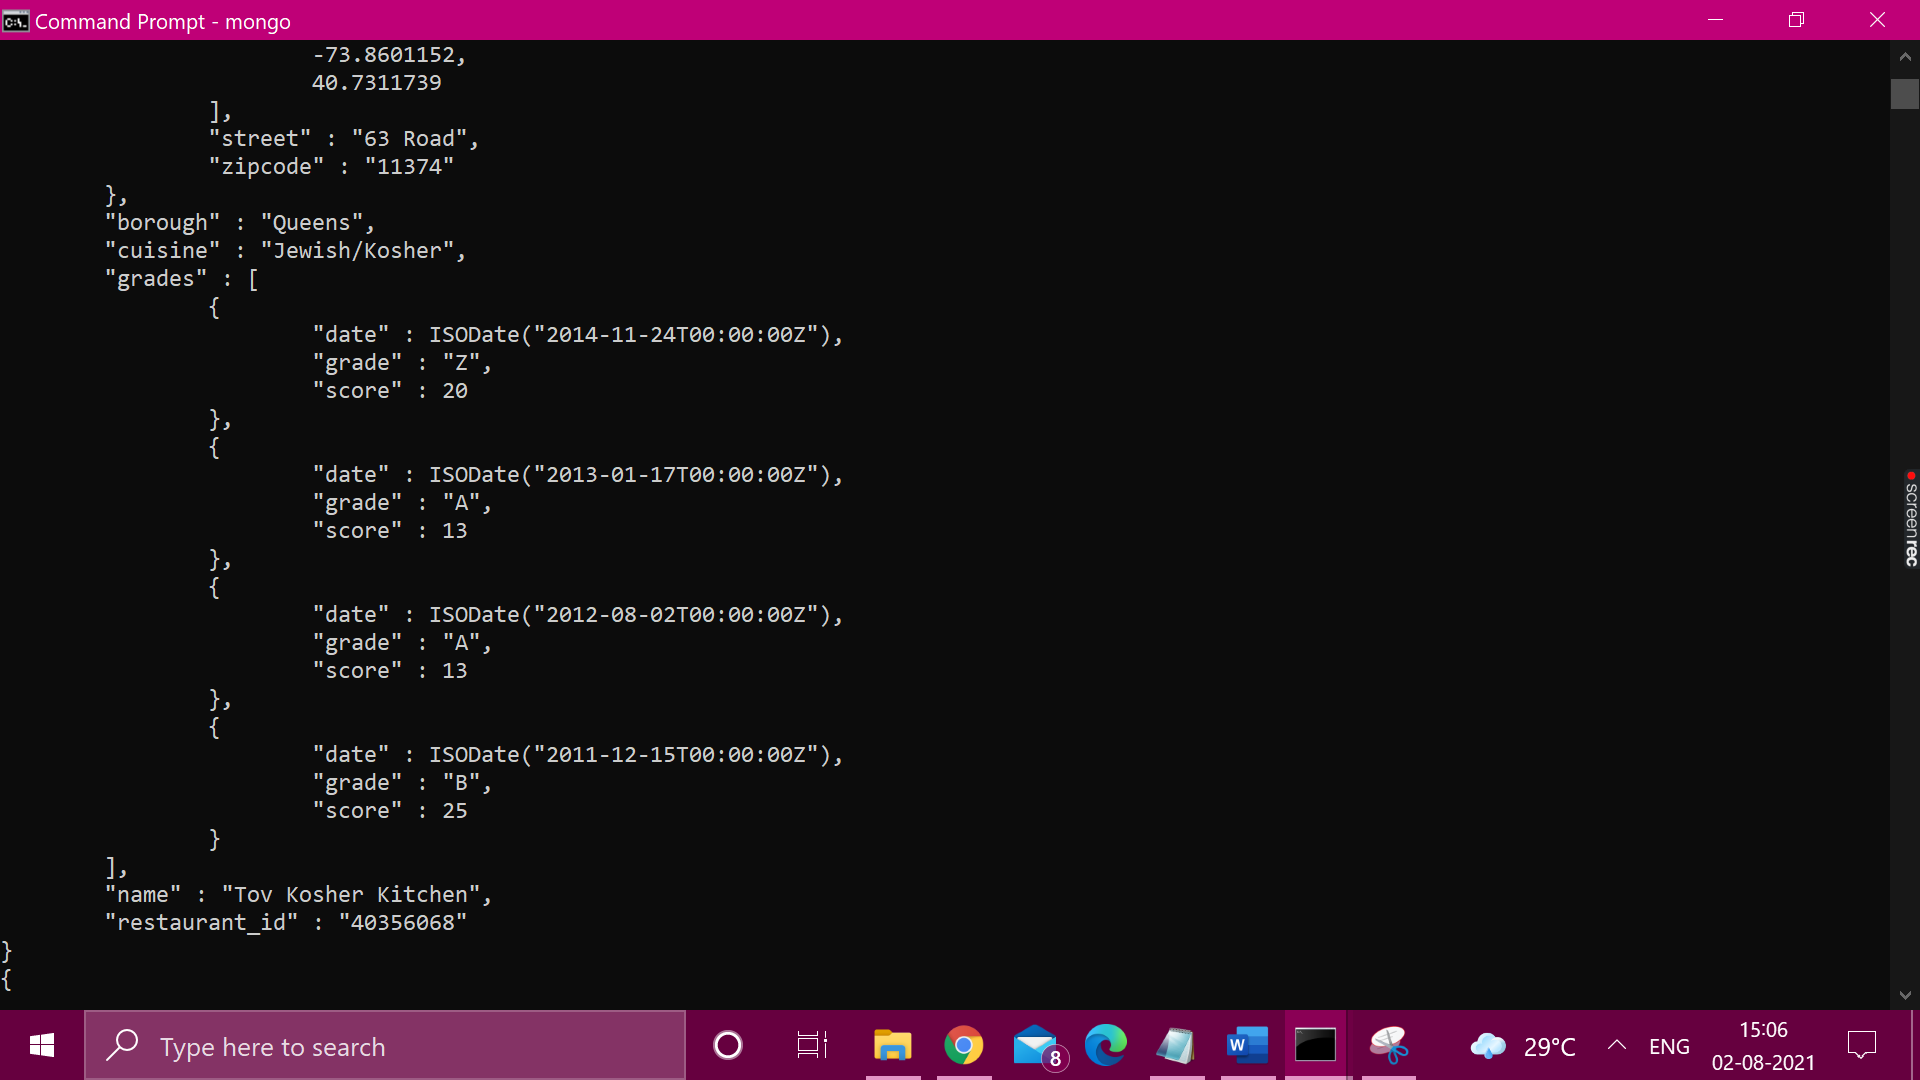 Command Prompt - mongo
-73.8601152,
40.7311739
],
"street" : "63 Road",
"zipcode" : "11374"
},
"borough" : "Queens",
"cuisine" : "Jewish/Kosher",
"grades" : [
{
"date" : ISODate("2014-11-24T00:00:00Z"),
"grade" : "Z",
"score" : 20
},
{
"date" : ISODate("2013-01-17T00:00:00Z"),
"grade" : "A",
"score" : 13
},
{
"date" : ISODate("2012-08-02T00:00:00Z"),
"grade" : "A",
"score" : 13
},
{
"date" : ISODate("2011-12-15T00:00:00Z"),
"grade" : "B",
"score" : 25
}
],
"name" : "Tov Kosher Kitchen",
"restaurant_id" : "40356068"
}
{
screenrec
Type here to search
8
W
29°C
ENG
15:06
02-08-2021